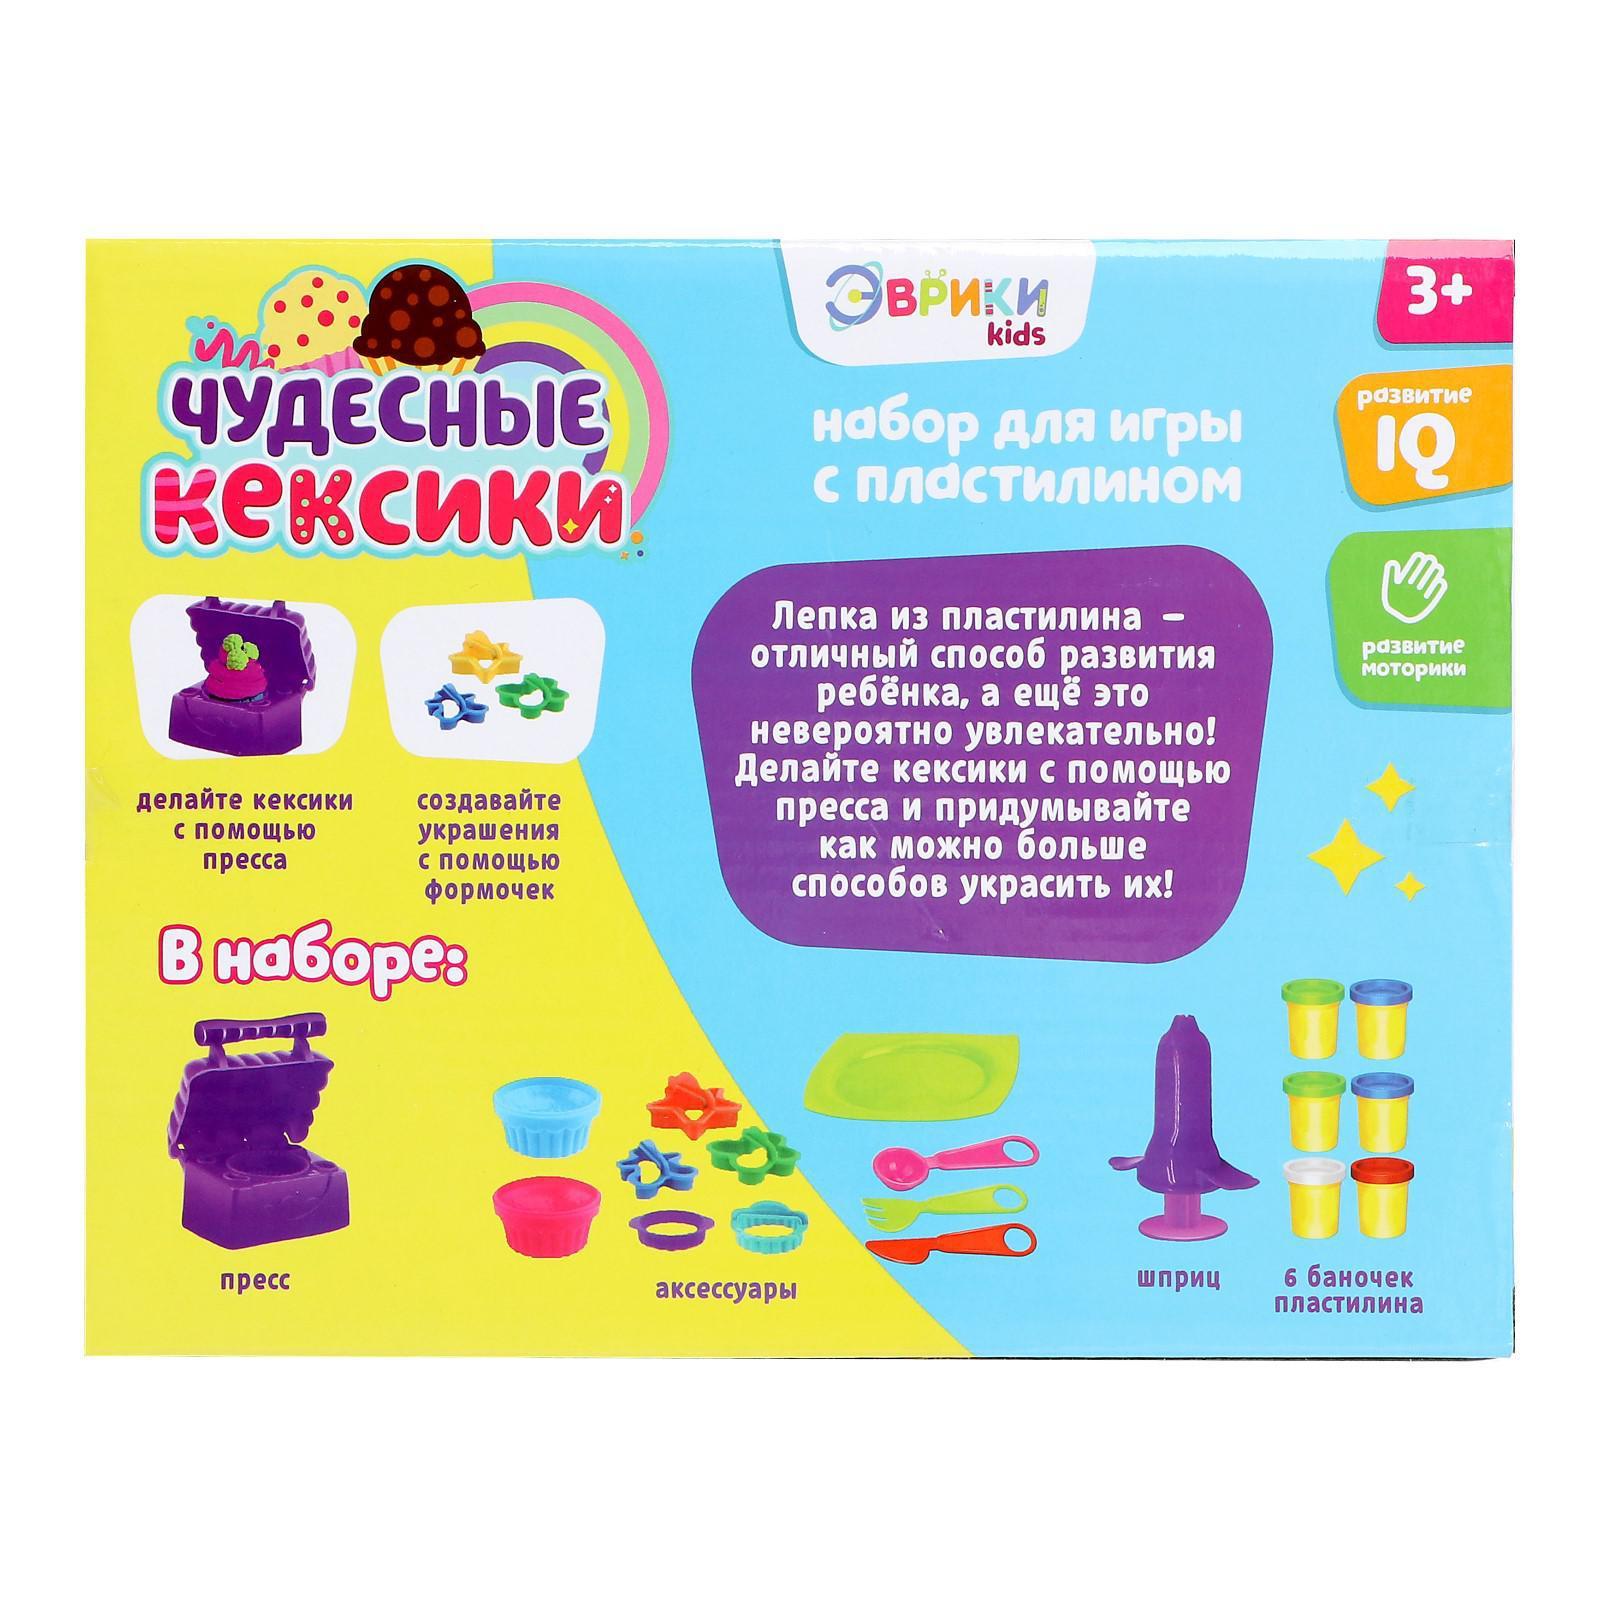 ЧУДЕСНЫЕ
Кексики
Эврики
kids
3+
набор для игры
с пластилином
развитие
IQ
развитие
моторики
Лепка из пластилина –
отличный способ развития
ребёнка, а ещё это
невероятно увлекательно!
Делайте кексики с помощью
пресса и придумывайте
как можно больше
способов украсить их!
делайте кексики
с помощью
пресса
создавайте
украшения
с помощью
формочек
В наборе:
пресс
аксессуары
шприц
6 баночек
пластилина